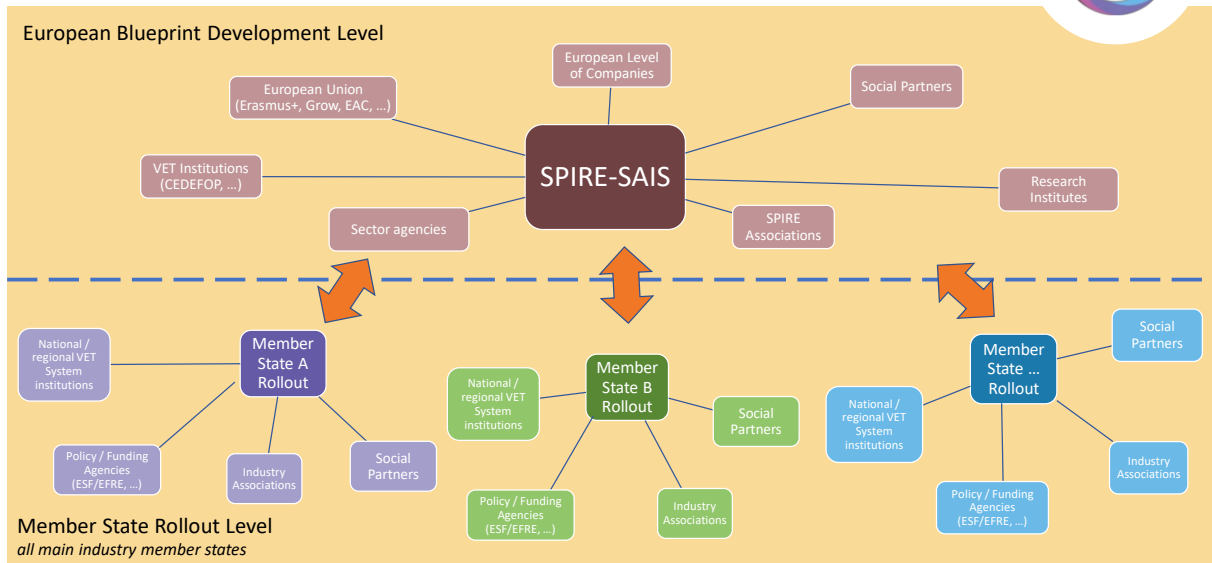 European Blueprint Development Level
European Level
of Companies
European Union
(Erasmus+, Grow, EAC, ...)
Social Partners
VET Institutions
(CEDEFOP, ...)
SPIRE-SAIS
Research
Institutes
Sector agencies
SPIRE
Associations
National /
regional VET
System
institutions
Member
State A
Rollout
Policy / Funding
Agencies
(ESF/EFRE, ...)
Industry
Associations
Social
Partners
National /
regional VET
System
institutions
Member
State B
Rollout
Social
Partners
Policy / Funding
Agencies
(ESF/EFRE, ...)
Industry
Associations
Member
State ...
Rollout
Social
Partners
National /
regional VET
System
institutions
Policy / Funding
Agencies
(ESF/EFRE, ...)
Industry
Associations
Member State Rollout Level
all main industry member states